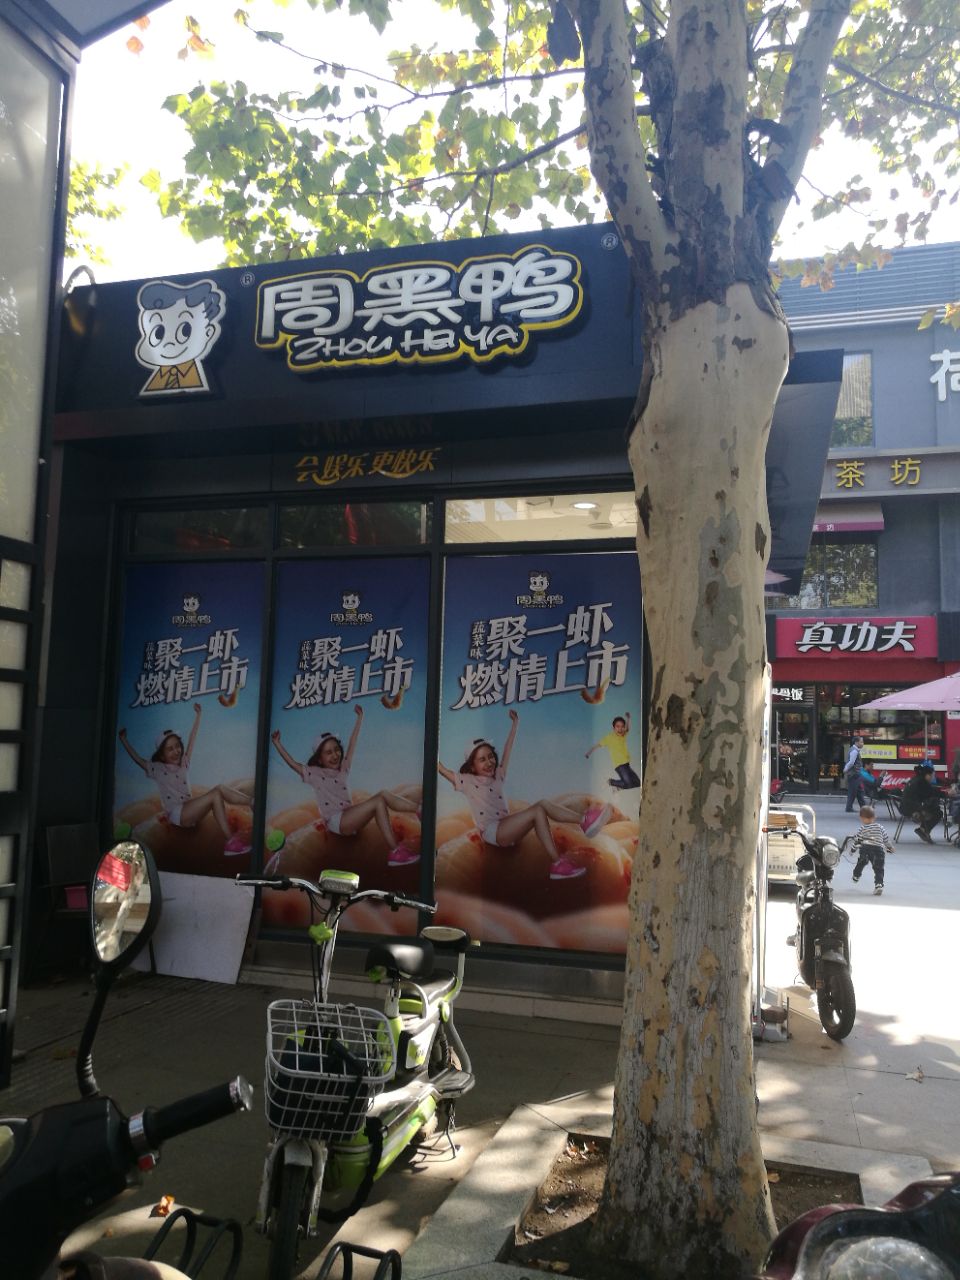 周黑鸭
ZHOU HEI YA
会娱乐 更快乐
周黑鸭
蔬菜味
聚一虾
燃情上市
周黑鸭
蔬菜味
聚一虾
燃情上市
周黑鸭
蔬菜味
聚一虾
燃情上市
荷
茶坊
真功夫